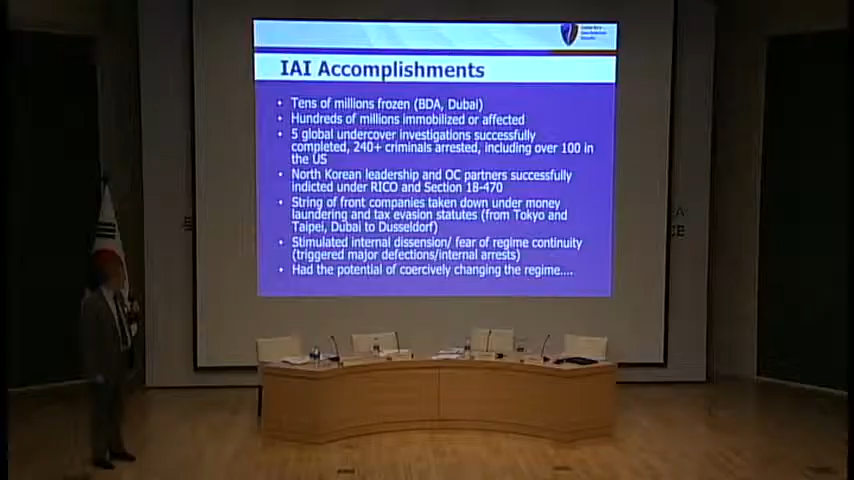 IAI Accomplishments
• Tens of millions frozen (BDA, Dubai)
• Hundreds of millions immobilized or affected
• 5 global undercover investigations successfully
completed, 240+ criminals arrested, including over 100 in
the US
• North Korean leadership and OC partners successfully
indicted under RICO and Section 18-470
• String of front companies taken down under money
laundering and tax evasion statutes (from Tokyo and
Taipei, Dubai to Dusseldorf)
• Stimulated internal dissension/ fear of regime continuity
(triggered major defections/internal arrests)
• Had the potential of coercively changing the regime....